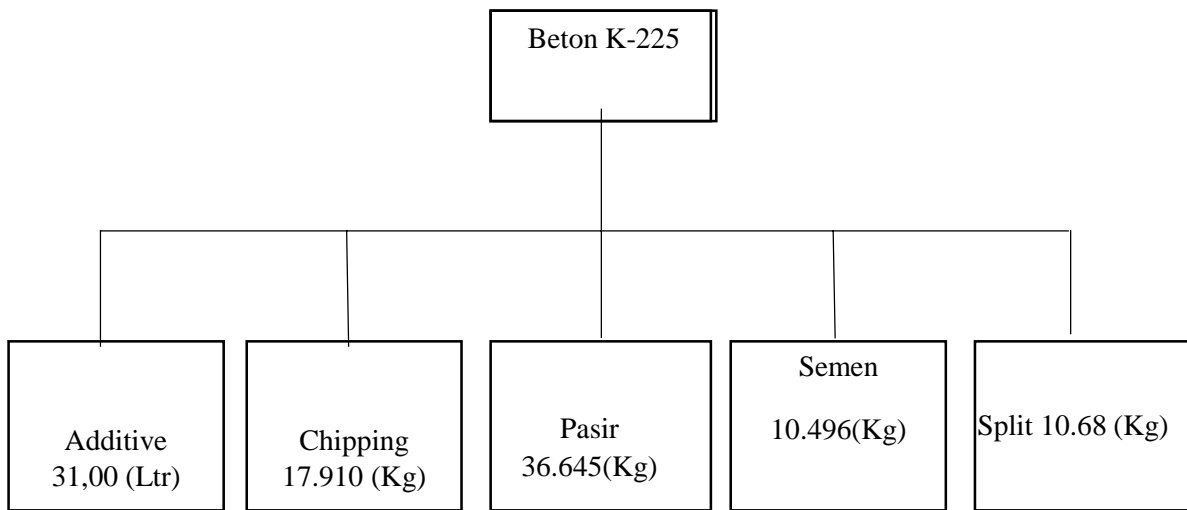 Beton K-225
Additive
31,00 (Ltr)
Chipping
17.910 (Kg)
Pasir
36.645(Kg)
Semen
10.496(Kg)
Split 10.68 (Kg)